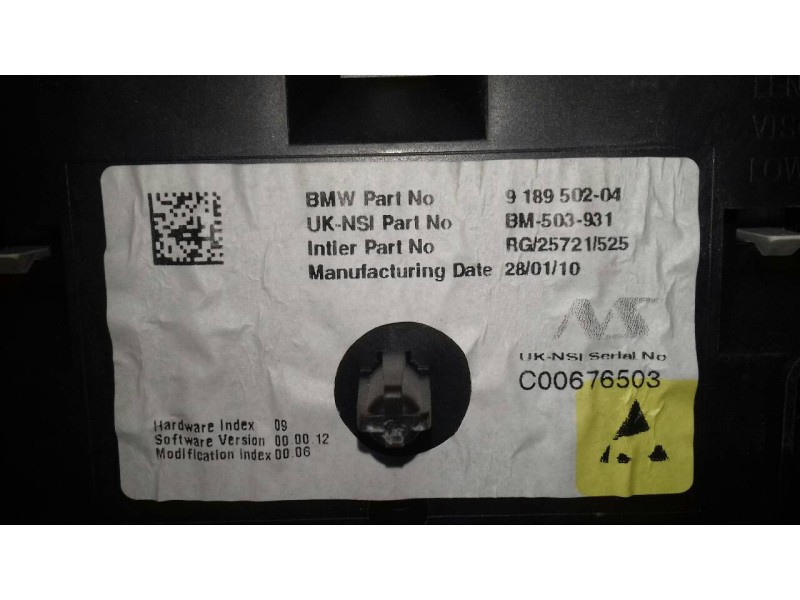 BMW Part No 9 189 502-04
UK-NSI Part No BM-503-931
Intier Part No RG/25721/525
Manufacturing Date 28/01/10
UK-NSI Serial No
C00676503
Hardware Index 09
Software Version 00.00.12
Modification Index 00.06